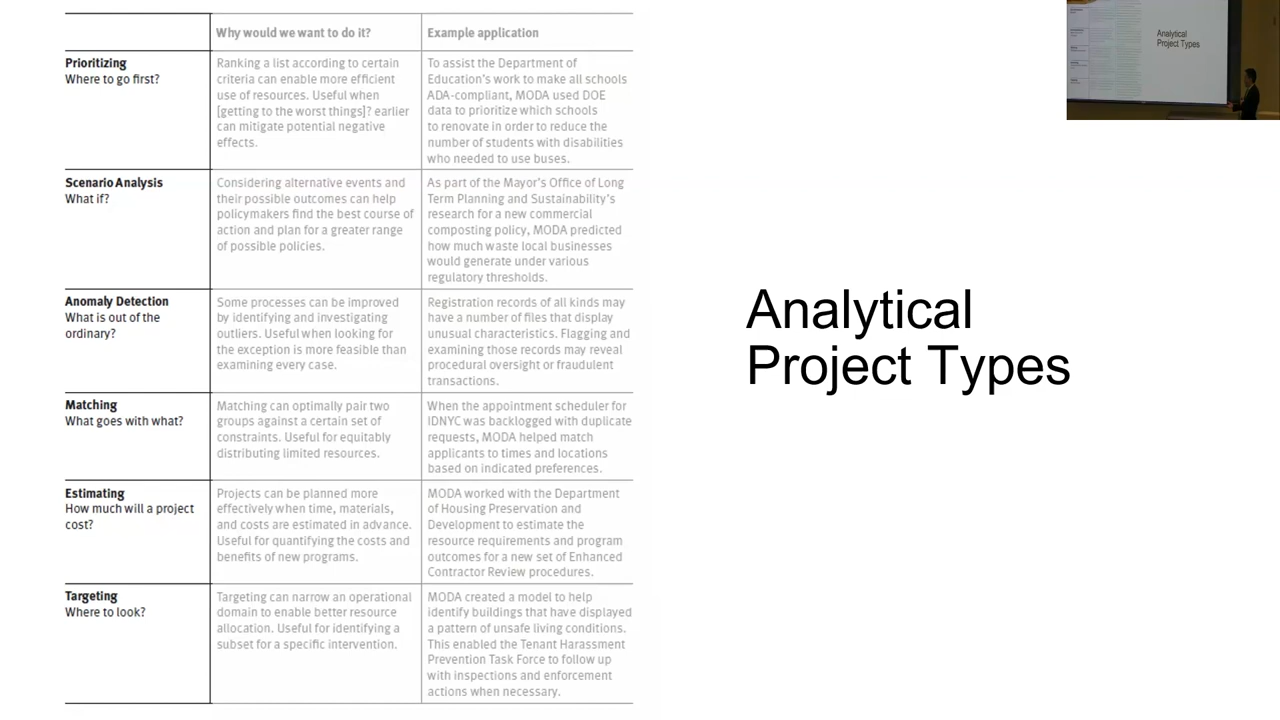 Why would we want to do it?
Example application
Prioritizing
Where to go first?
Ranking a list according to certain
criteria can enable more efficient
use of resources. Useful when
[getting to the worst things]? earlier
can mitigate potential negative
effects.
To assist the Department of
Education's work to make all schools
ADA-compliant, MODA used DOE
data to prioritize which schools
to renovate in order to reduce the
number of students with disabilities
who needed to use buses.
Scenario Analysis
What if?
Considering alternative events and
their possible outcomes can help
policymakers find the best course of
action and plan for a greater range
of possible policies.
As part of the Mayor's Office of Long
Term Planning and Sustainability's
research for a new commercial
composting policy, MODA predicted
how much waste local businesses
would generate under various
regulatory thresholds.
Anomaly Detection
What is out of the
ordinary?
Some processes can be improved
by identifying and investigating
outliers. Useful when looking for
the exception is more feasible than
examining every case.
Registration records of all kinds may
have a number of files that display
unusual characteristics. Flagging and
examining those records may reveal
procedural oversight or fraudulent
transactions.
Matching
What goes with what?
Matching can optimally pair two
groups against a certain set of
constraints. Useful for equitably
distributing limited resources.
When the appointment scheduler for
IDNYC was backlogged with duplicate
requests, MODA helped match
applicants to times and locations
based on indicated preferences.
Estimating
How much will a project
cost?
Projects can be planned more
effectively when time, materials,
and costs are estimated in advance.
Useful for quantifying the costs and
benefits of new programs.
MODA worked with the Department
of Housing Preservation and
Development to estimate the
resource requirements and program
outcomes for a new set of Enhanced
Contractor Review procedures.
Targeting
Where to look?
Targeting can narrow an operational
domain to enable better resource
allocation. Useful for identifying a
subset for a specific intervention.
MODA created a model to help
identify buildings that have displayed
a pattern of unsafe living conditions.
This enabled the Tenant Harassment
Prevention Task Force to follow up
with inspections and enforcement
actions when necessary.
Analytical
Project Types
Analytical
Project Types